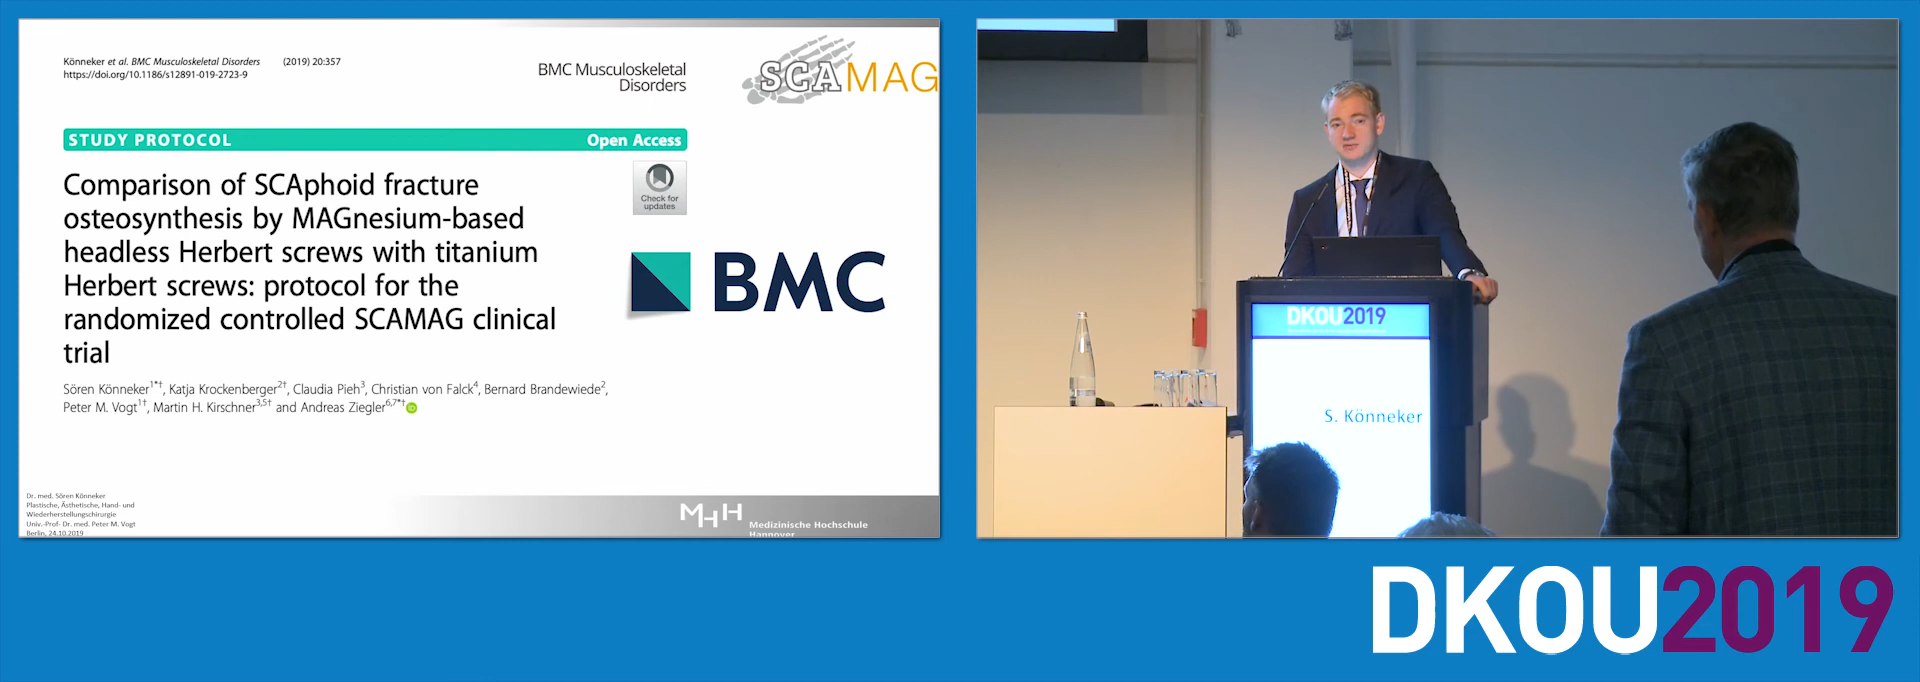 Könneker et al. BMC Musculoskeletal Disorders (2019) 20:357
https://doi.org/10.1186/s12891-019-2723-9
BMC Musculoskeletal
Disorders
SCAMAG
STUDY PROTOCOL
Open Access
Check for
updates
Comparison of SCAphoid fracture
osteosynthesis by MAGnesium-based
headless Herbert screws with titanium
Herbert screws: protocol for the
randomized controlled SCAMAG clinical
trial
BMC
Sören Könneker1*†, Katja Krockenberger2†, Claudia Pieh3, Christian von Falck4, Bernard Brandewiede2,
Peter M. Vogt1†, Martin H. Kirschner3,5† and Andreas Ziegler6,7*†
Dr. med. Sören Könneker
Plastische, Ästhetische, Hand- und
Wiederherstellungschirurgie
Univ.-Prof- Dr. med. Peter M. Vogt
Berlin, 24.10.2019
MHH
Medizinische Hochschule
Hannover
DKOU2019
S. Könneker
DKOU2019